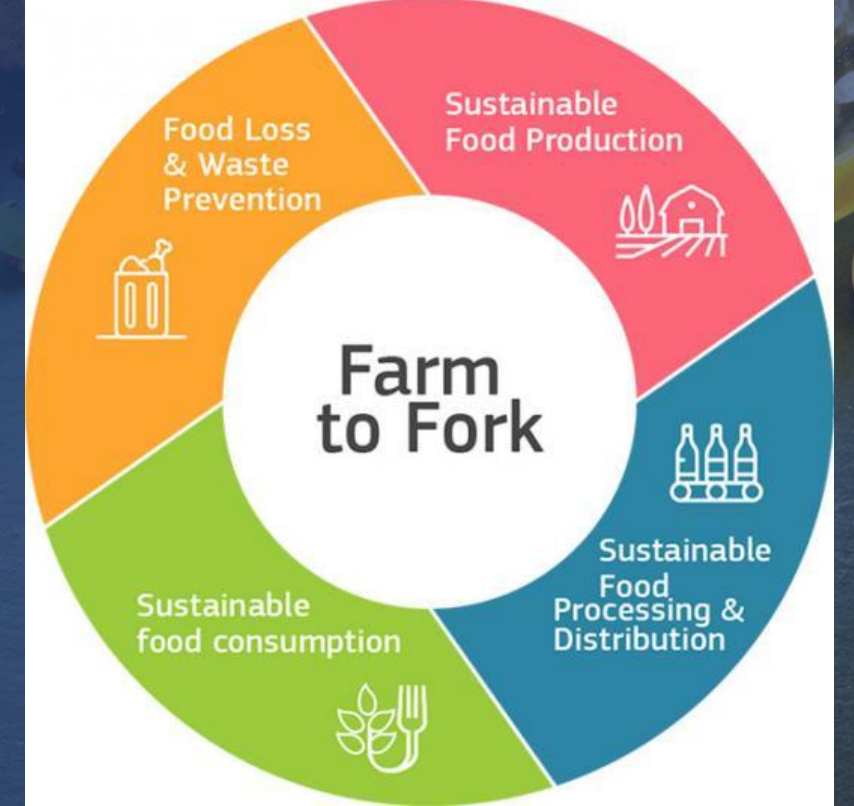 Food Loss
& Waste
Prevention
Sustainable
Food Production
Farm
to Fork
Sustainable
Food
Processing &
Distribution
Sustainable
food consumption